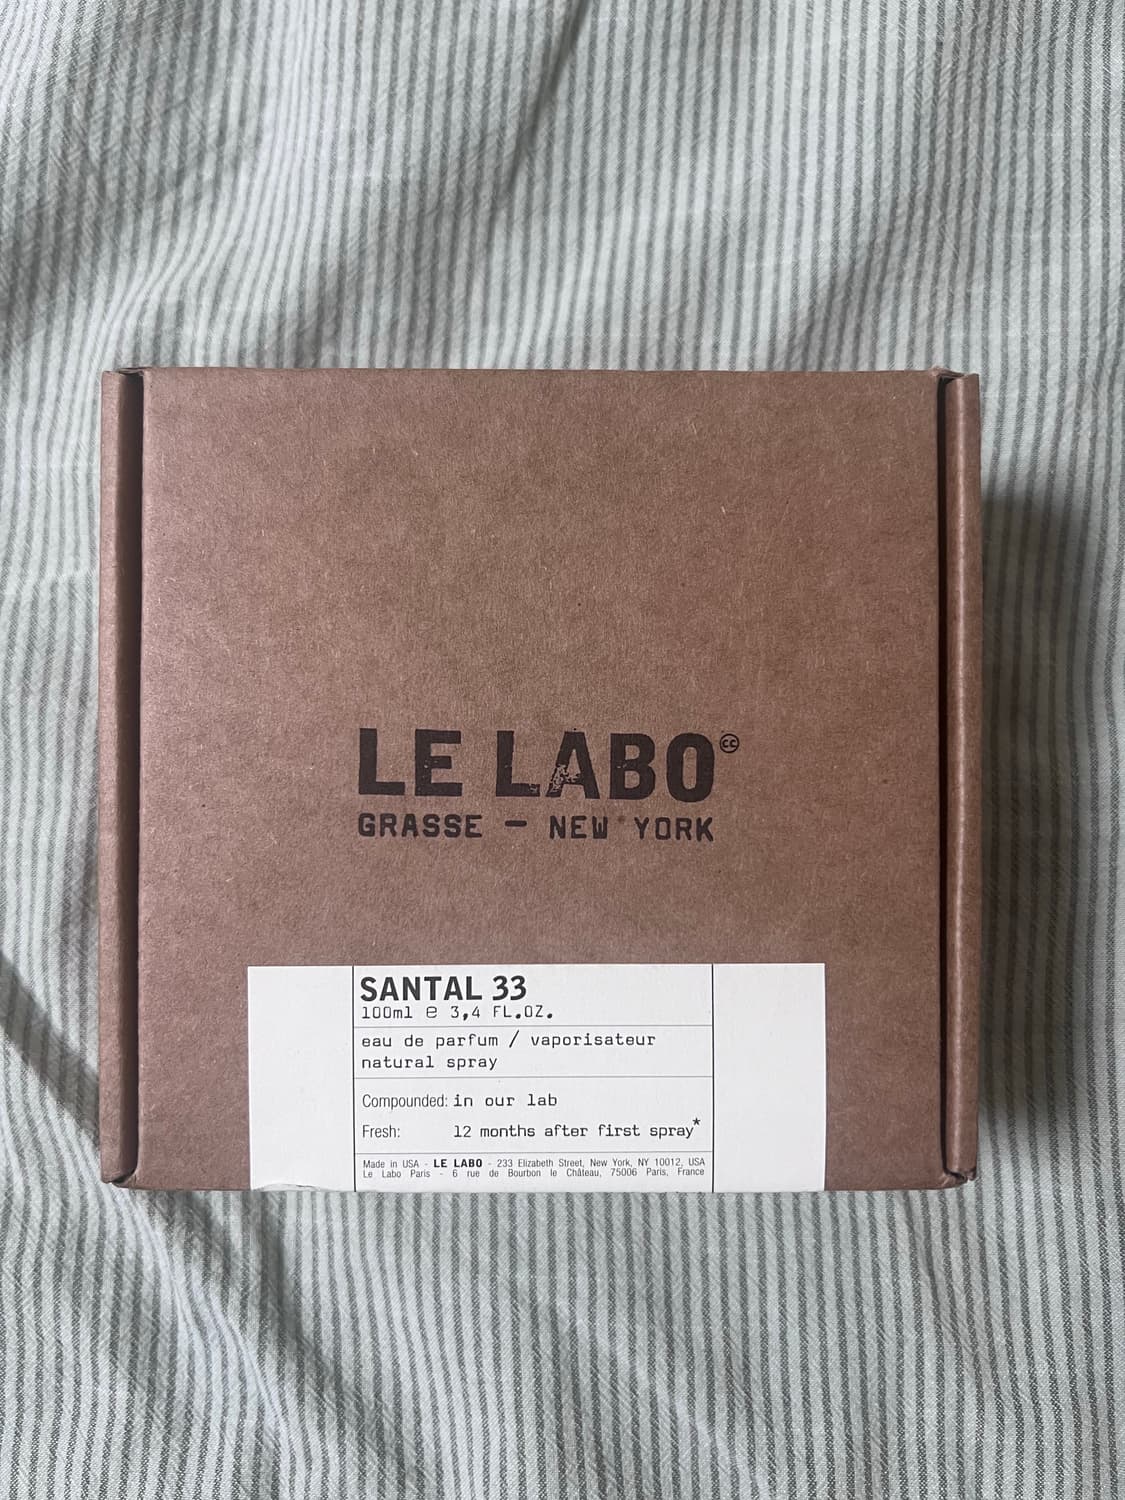 LE LABO cc
GRASSE — NEW YORK
SANTAL 33
100ml e 3,4 FL.OZ.
eau de parfum / vaporisateur
natural spray
Compounded: in our lab
Fresh: 12 months after first spray*
Made in USA - LE LABO - 233 Elizabeth Street, New York, NY 10012, USA
Le Labo Paris - 6 rue de Bourbon le Château, 75006 Paris, France